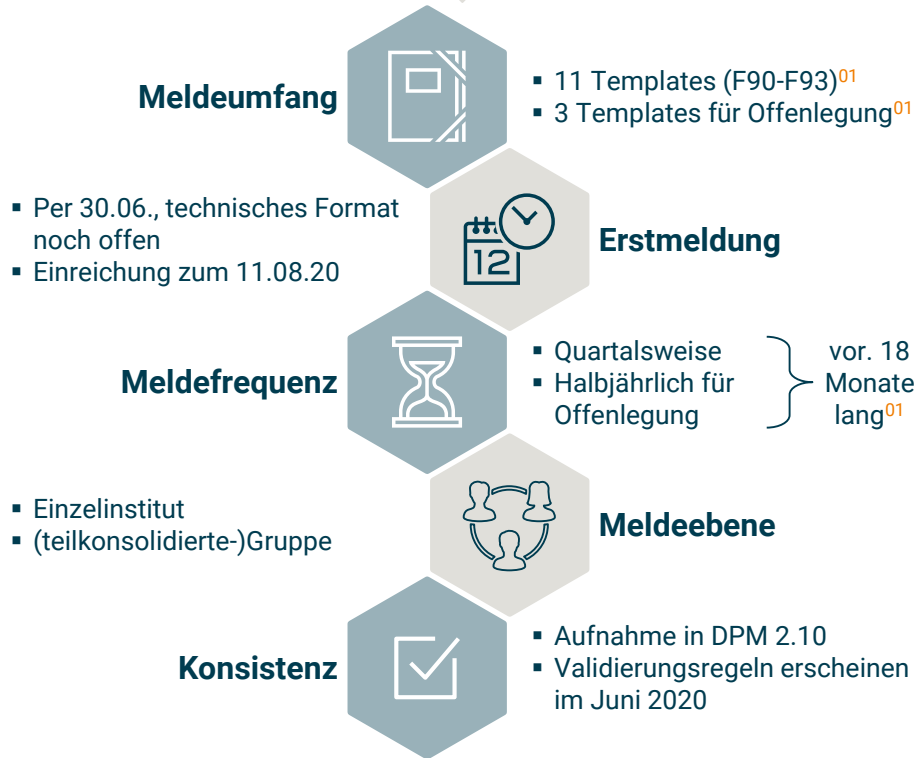 Meldeumfang
▪ 11 Templates (F90-F93)01
▪ 3 Templates für Offenlegung01
▪ Per 30.06., technisches Format
noch offen
▪ Einreichung zum 11.08.20
12
Erstmeldung
Meldefrequenz
▪ Quartalsweise
▪ Halbjährlich für
Offenlegung
vor. 18
Monate
lang01
▪ Einzelinstitut
▪ (teilkonsolidierte-)Gruppe
Meldeebene
Konsistenz
▪ Aufnahme in DPM 2.10
▪ Validierungsregeln erscheinen
im Juni 2020